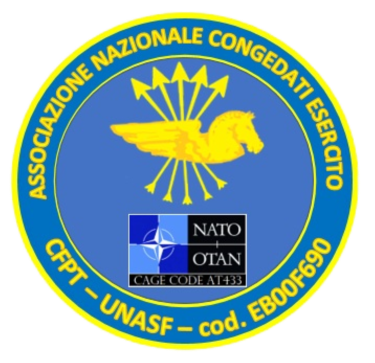 ASSOCIAZIONE NAZIONALE CONGEDATI ESERCITO
NATO
OTAN
CAGE CODE AT433
CFPT – UNASF – cod. EB00F690